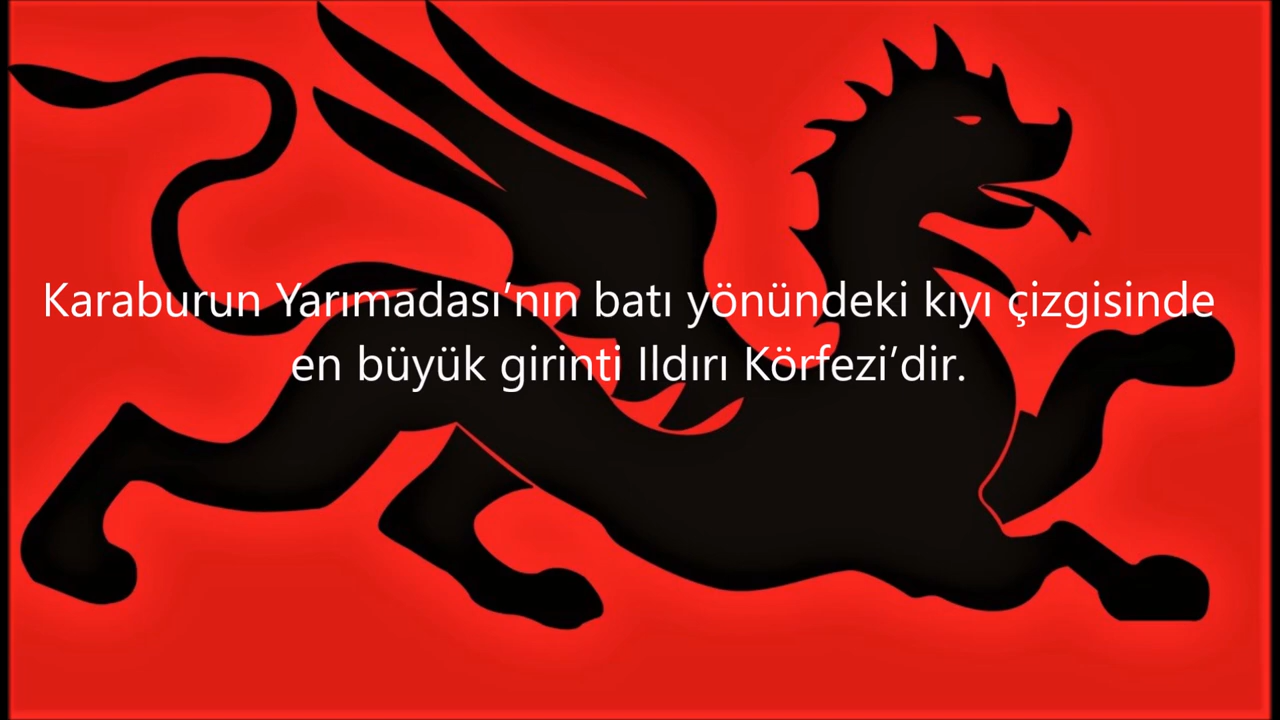 Karaburun Yarımadası’nın batı yönündeki kıyı çizgisinde
en büyük girinti Ildırı Körfezi’dir.